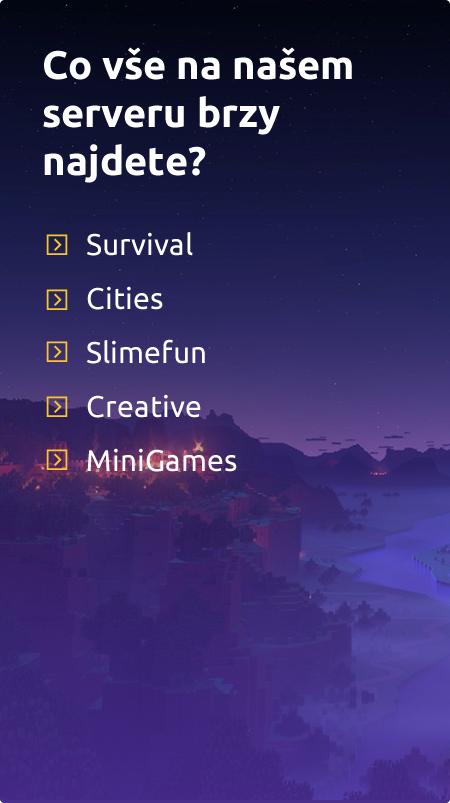 Co vše na našem
serveru brzy
najdete?
Survival
Cities
Slimefun
Creative
MiniGames